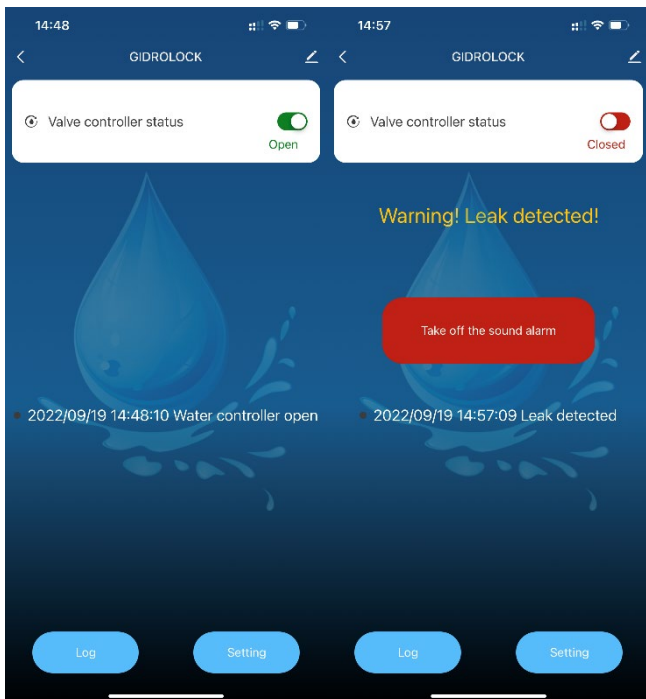 14:48
GIDROLOCK
Valve controller status
Open
2022/09/19 14:48:10 Water controller open
Log
Setting
14:57
GIDROLOCK
Valve controller status
Closed
Warning! Leak detected!
Take off the sound alarm
2022/09/19 14:57:09 Leak detected
Log
Setting